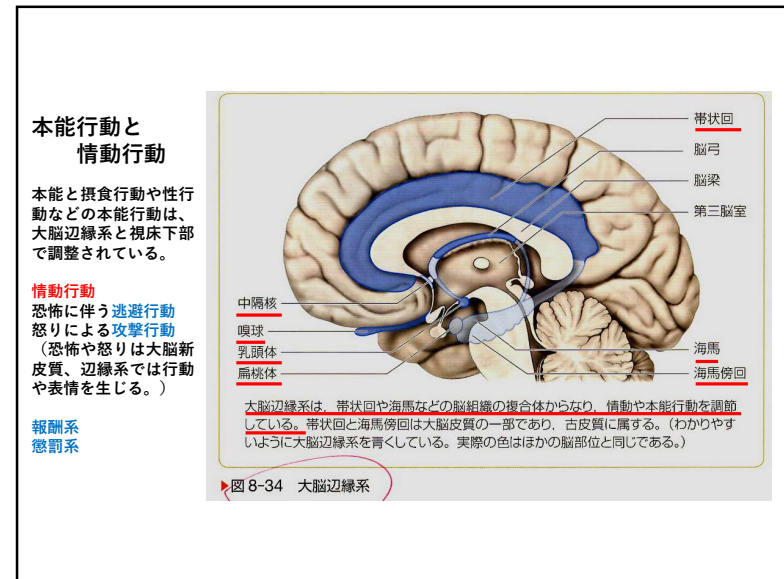 本能行動と
情動行動
本能と摂食行動や性行
動などの本能行動は、
大脳辺縁系と視床下部
で調整されている。
情動行動
恐怖に伴う逃避行動
怒りによる攻撃行動
（恐怖や怒りは大脳新
皮質、辺縁系では行動
や表情を生じる。）
報酬系
懲罰系
帯状回
脳弓
脳梁
第三脳室
中隔核
嗅球
乳頭体
扁桃体
海馬
海馬傍回
大脳辺縁系は，帯状回や海馬などの脳組織の複合体からなり，情動や本能行動を調節
している。帯状回と海馬傍回は大脳皮質の一部であり，古皮質に属する。（わかりやす
いように大脳辺縁系を青くしている。実際の色はほかの脳部位と同じである。）
▶図8-34　大脳辺縁系